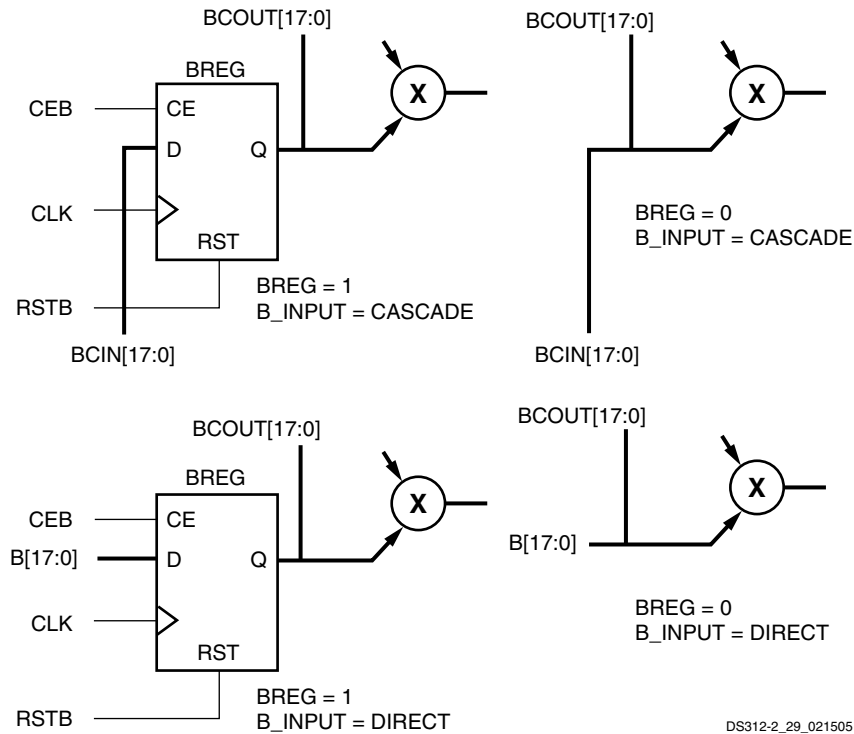 BCOUT[17:0]
BREG
CEB
CE
X
D
Q
CLK
RST
RSTB
BREG = 1
B_INPUT = CASCADE
BCIN[17:0]
BCOUT[17:0]
X
BREG = 0
B_INPUT = CASCADE
BCIN[17:0]
BCOUT[17:0]
BREG
X
CEB
CE
B[17:0]
D
Q
CLK
RST
RSTB
BREG = 1
B_INPUT = DIRECT
BCOUT[17:0]
X
B[17:0]
BREG = 0
B_INPUT = DIRECT
DS312-2_29_021505